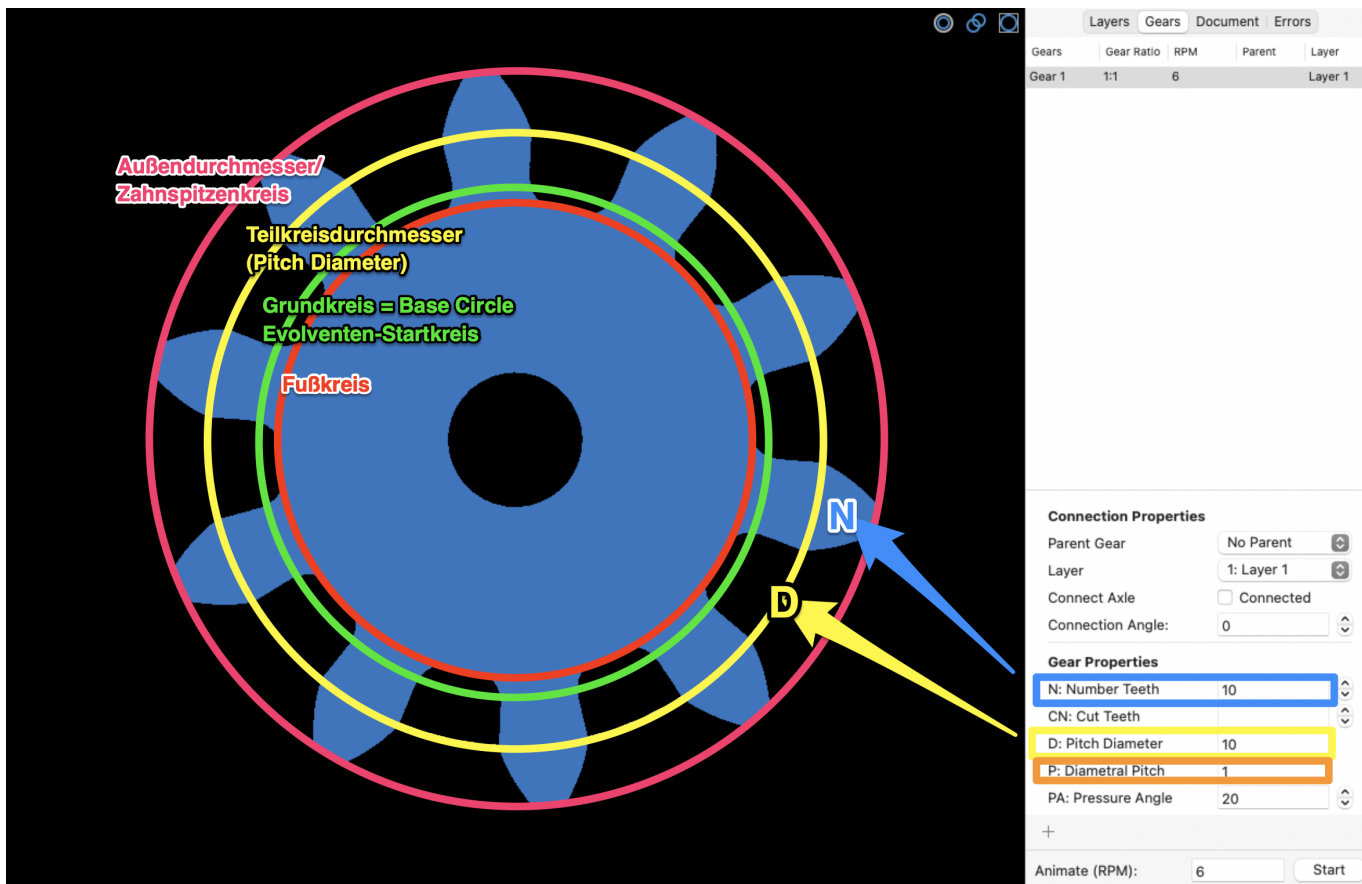 Layers Gears Document Errors
Gears Gear Ratio RPM Parent Layer
Gear 1 1:1 6 Layer 1
Außendurchmesser/
Zahnspitzenkreis
Teilkreisdurchmesser
(Pitch Diameter)
Grundkreis = Base Circle
Evolventen-Startkreis
Fußkreis
N
D
Connection Properties
Parent Gear No Parent
Layer 1: Layer 1
Connect Axle Connected
Connection Angle: 0
Gear Properties
N: Number Teeth 10
CN: Cut Teeth
D: Pitch Diameter 10
P: Diametral Pitch 1
PA: Pressure Angle 20
+
Animate (RPM): 6 Start